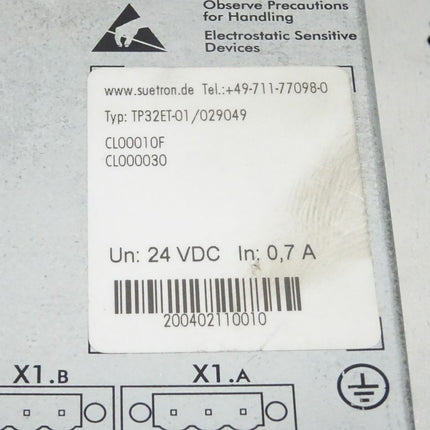 Observe Precautions
for Handling
Electrostatic Sensitive
Devices
www.suetron.de Tel.:+49-711-77098-0
Typ: TP32ET-01/029049
CL00010F
CL000030
Un: 24 VDC In: 0,7 A
200402110010
X1.B X1.A